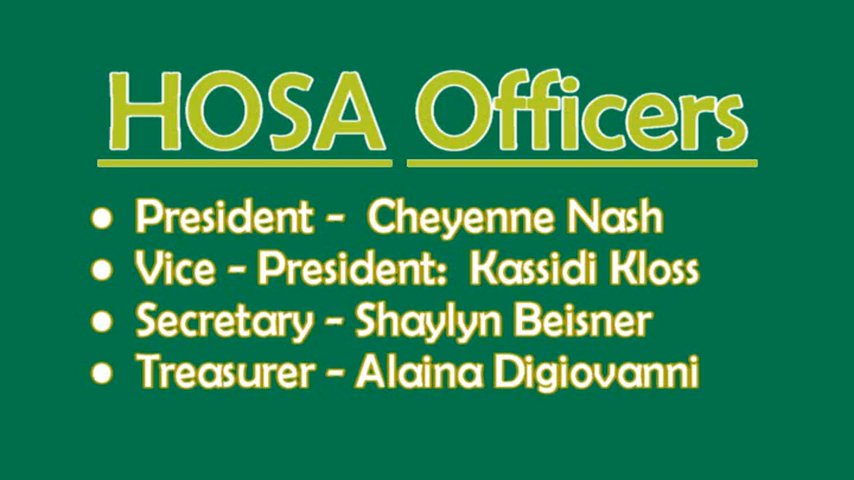 HOSA Officers
• President -  Cheyenne Nash
• Vice - President:  Kassidi Kloss
• Secretary - Shaylyn Beisner
• Treasurer - Alaina Digiovanni